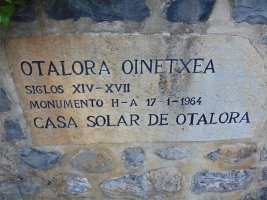 OTALORA OINETXEA
SIGLOS XIV-XVII
MONUMENTO H-A 17-1-1964
CASA SOLAR DE OTALORA